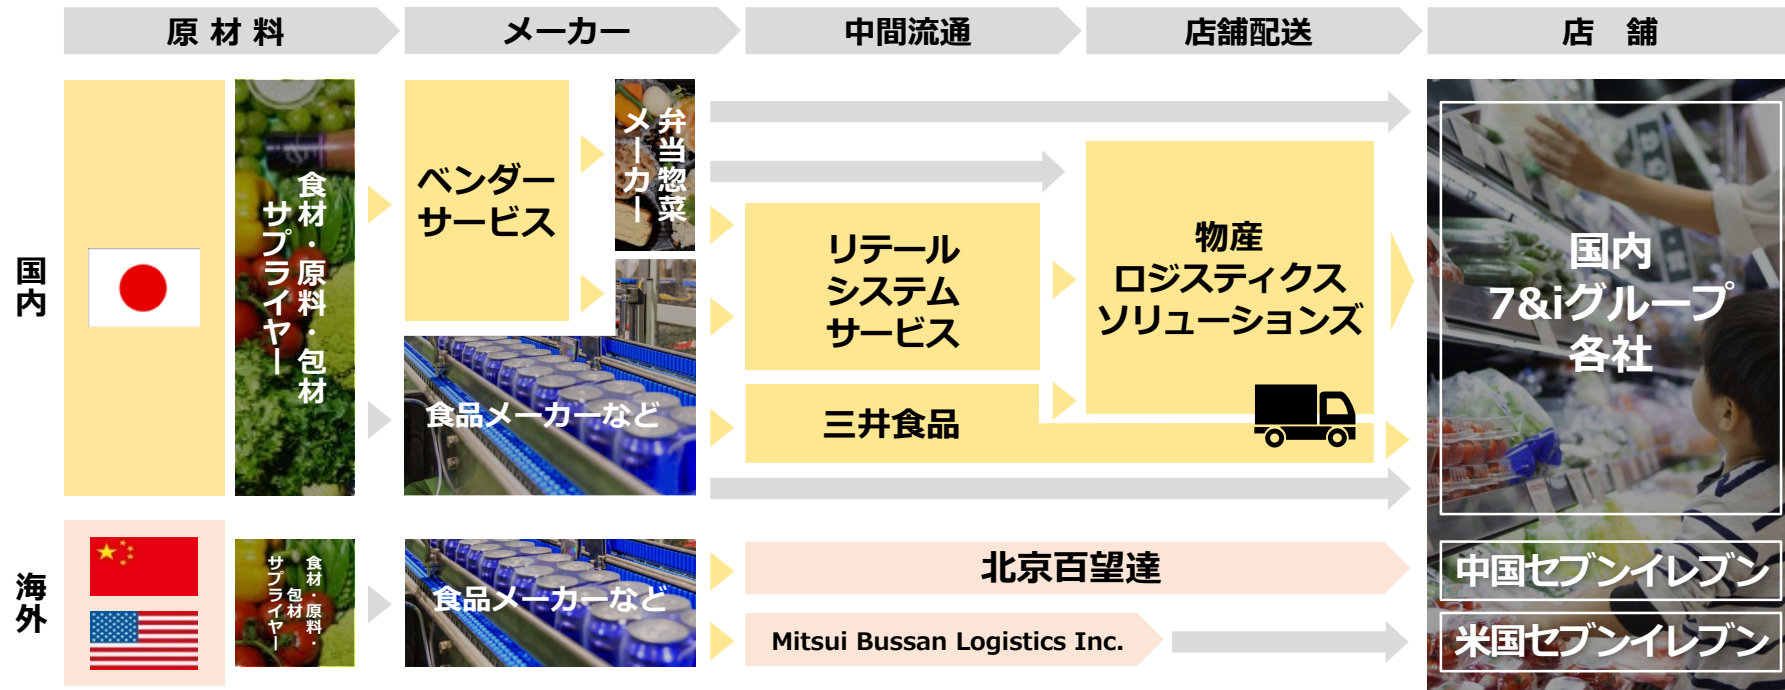 原材料
メーカー
中間流通
店舗配送
店　舗
国内
食材・原料・包材
サプライヤー
ベンダー
サービス
弁当惣菜
メーカー
食品メーカーなど
リテール
システム
サービス
三井食品
物産
ロジスティクス
ソリューションズ
国内
7&iグループ
各社
海外
食材・原料・
包材
サプライヤー
食品メーカーなど
北京百望達
Mitsui Bussan Logistics Inc.
中国セブンイレブン
米国セブンイレブン